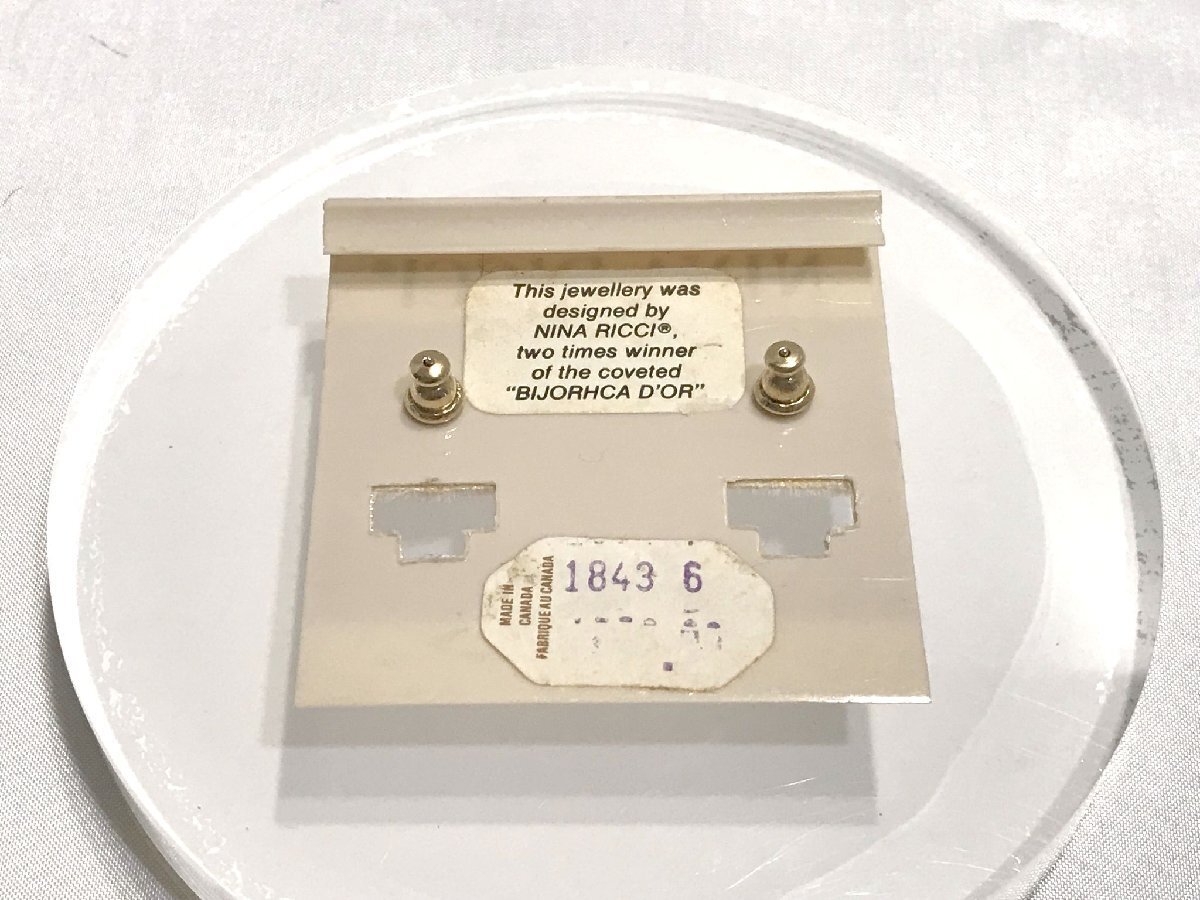 This jewellery was
designed by
NINA RICCI®,
two times winner
of the coveted
“BIJORHCA D'OR”
MADE IN
CANADA
FABRIQUE AU CANADA
1843 6